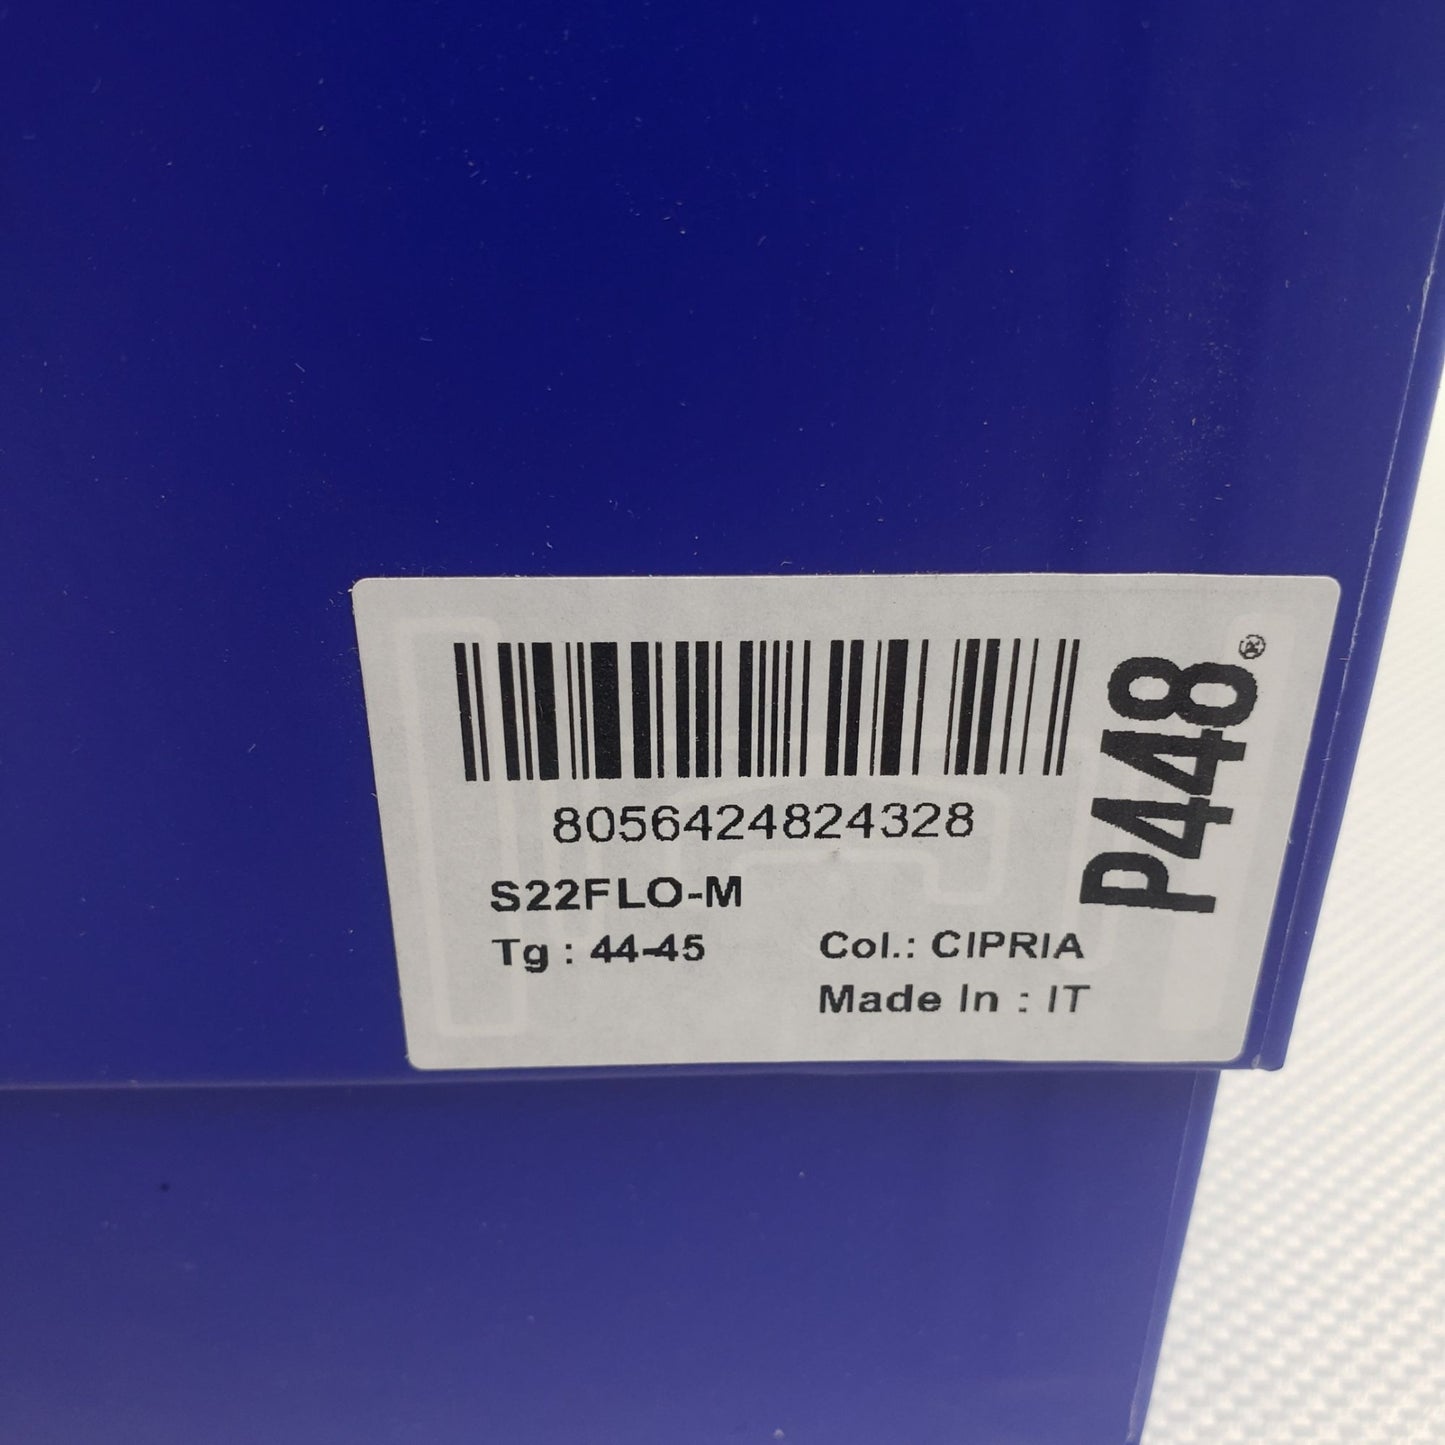 8056424824328
S22FLO-M
Tg : 44-45
Col.: CIPRIA
Made In : IT
P448®